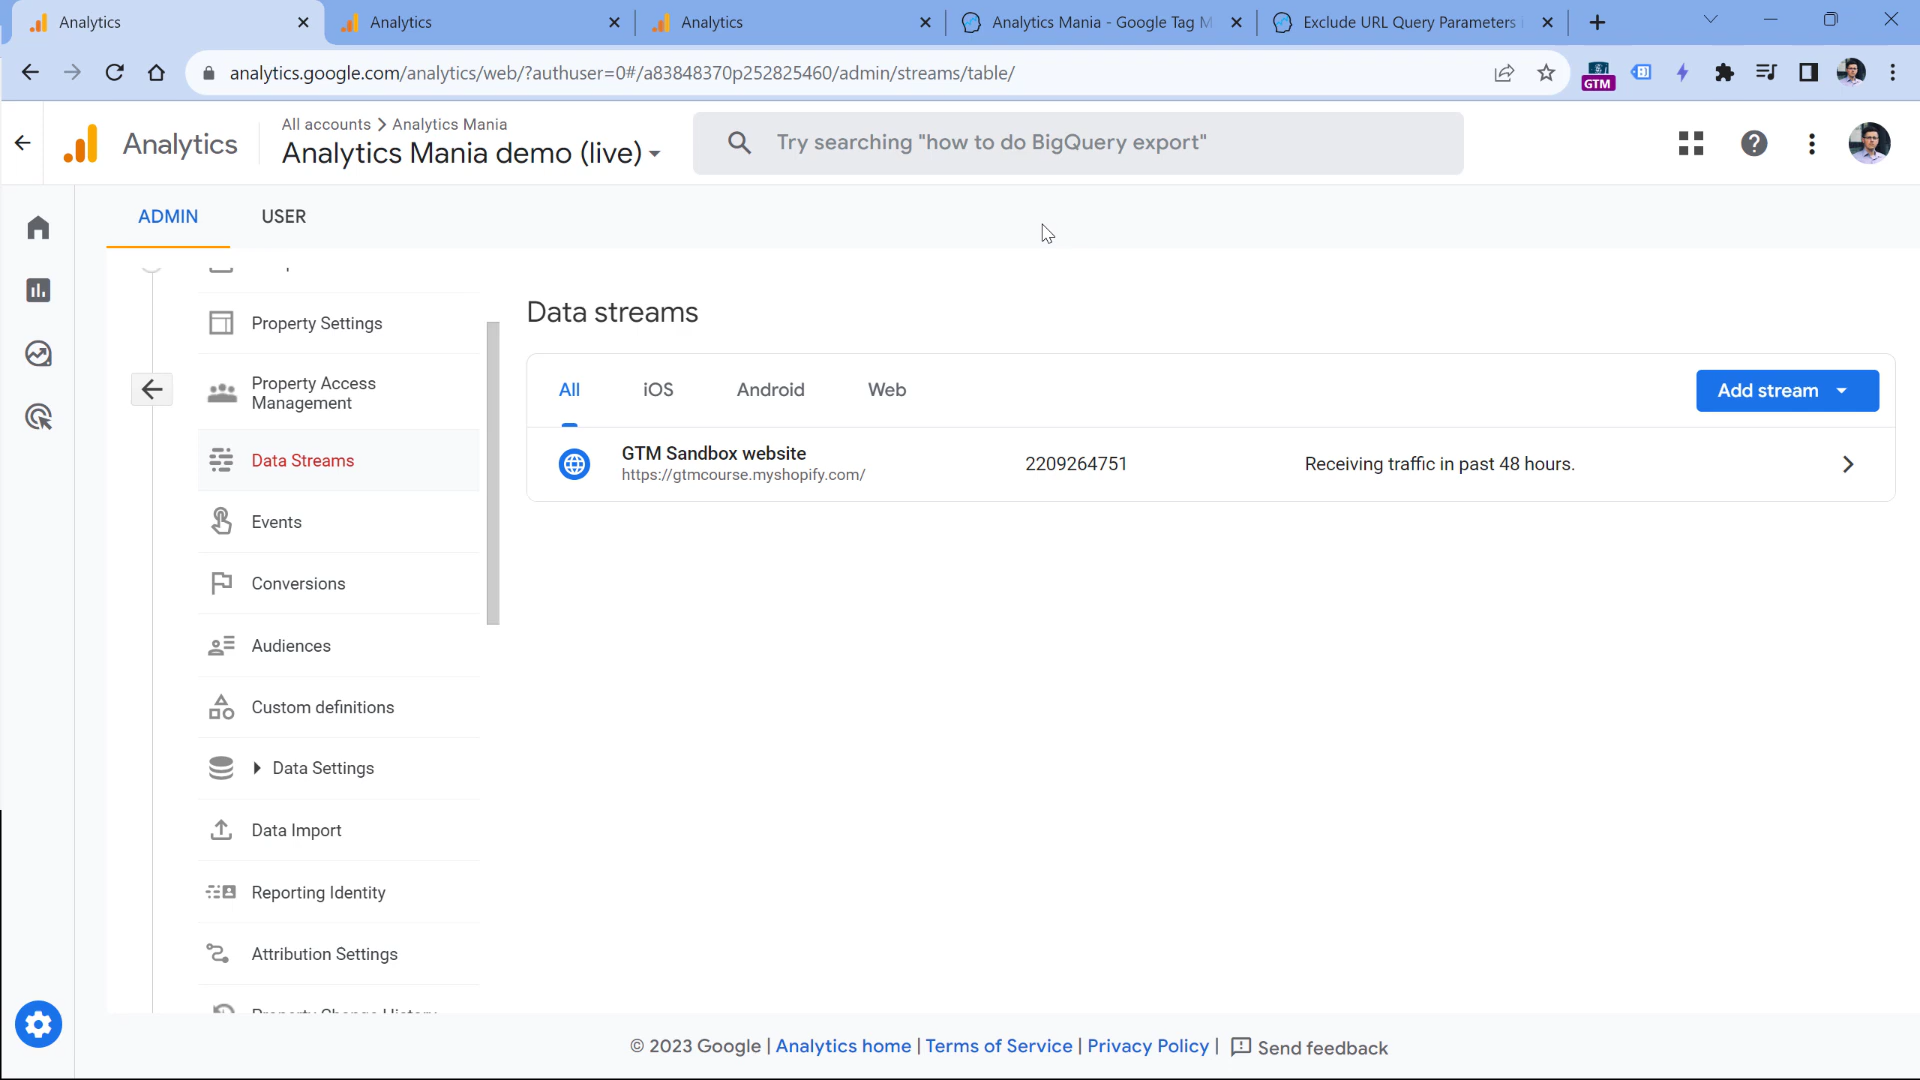 Analytics
Analytics
Analytics
Analytics Mania - Google Tag M
Exclude URL Query Parameters
analytics.google.com/analytics/web/?authuser=0#/a83848370p252825460/admin/streams/table/
GTM
Analytics
All accounts > Analytics Mania
Analytics Mania demo (live)
Try searching "how to do BigQuery export"
ADMIN
USER
Property Settings
Property Access
Management
Data Streams
Events
Conversions
Audiences
Custom definitions
Data Settings
Data Import
Reporting Identity
Attribution Settings
Property Change History
Data streams
All
iOS
Android
Web
Add stream
GTM Sandbox website
https://gtmcourse.myshopify.com/
2209264751
Receiving traffic in past 48 hours.
© 2023 Google | Analytics home | Terms of Service | Privacy Policy | Send feedback